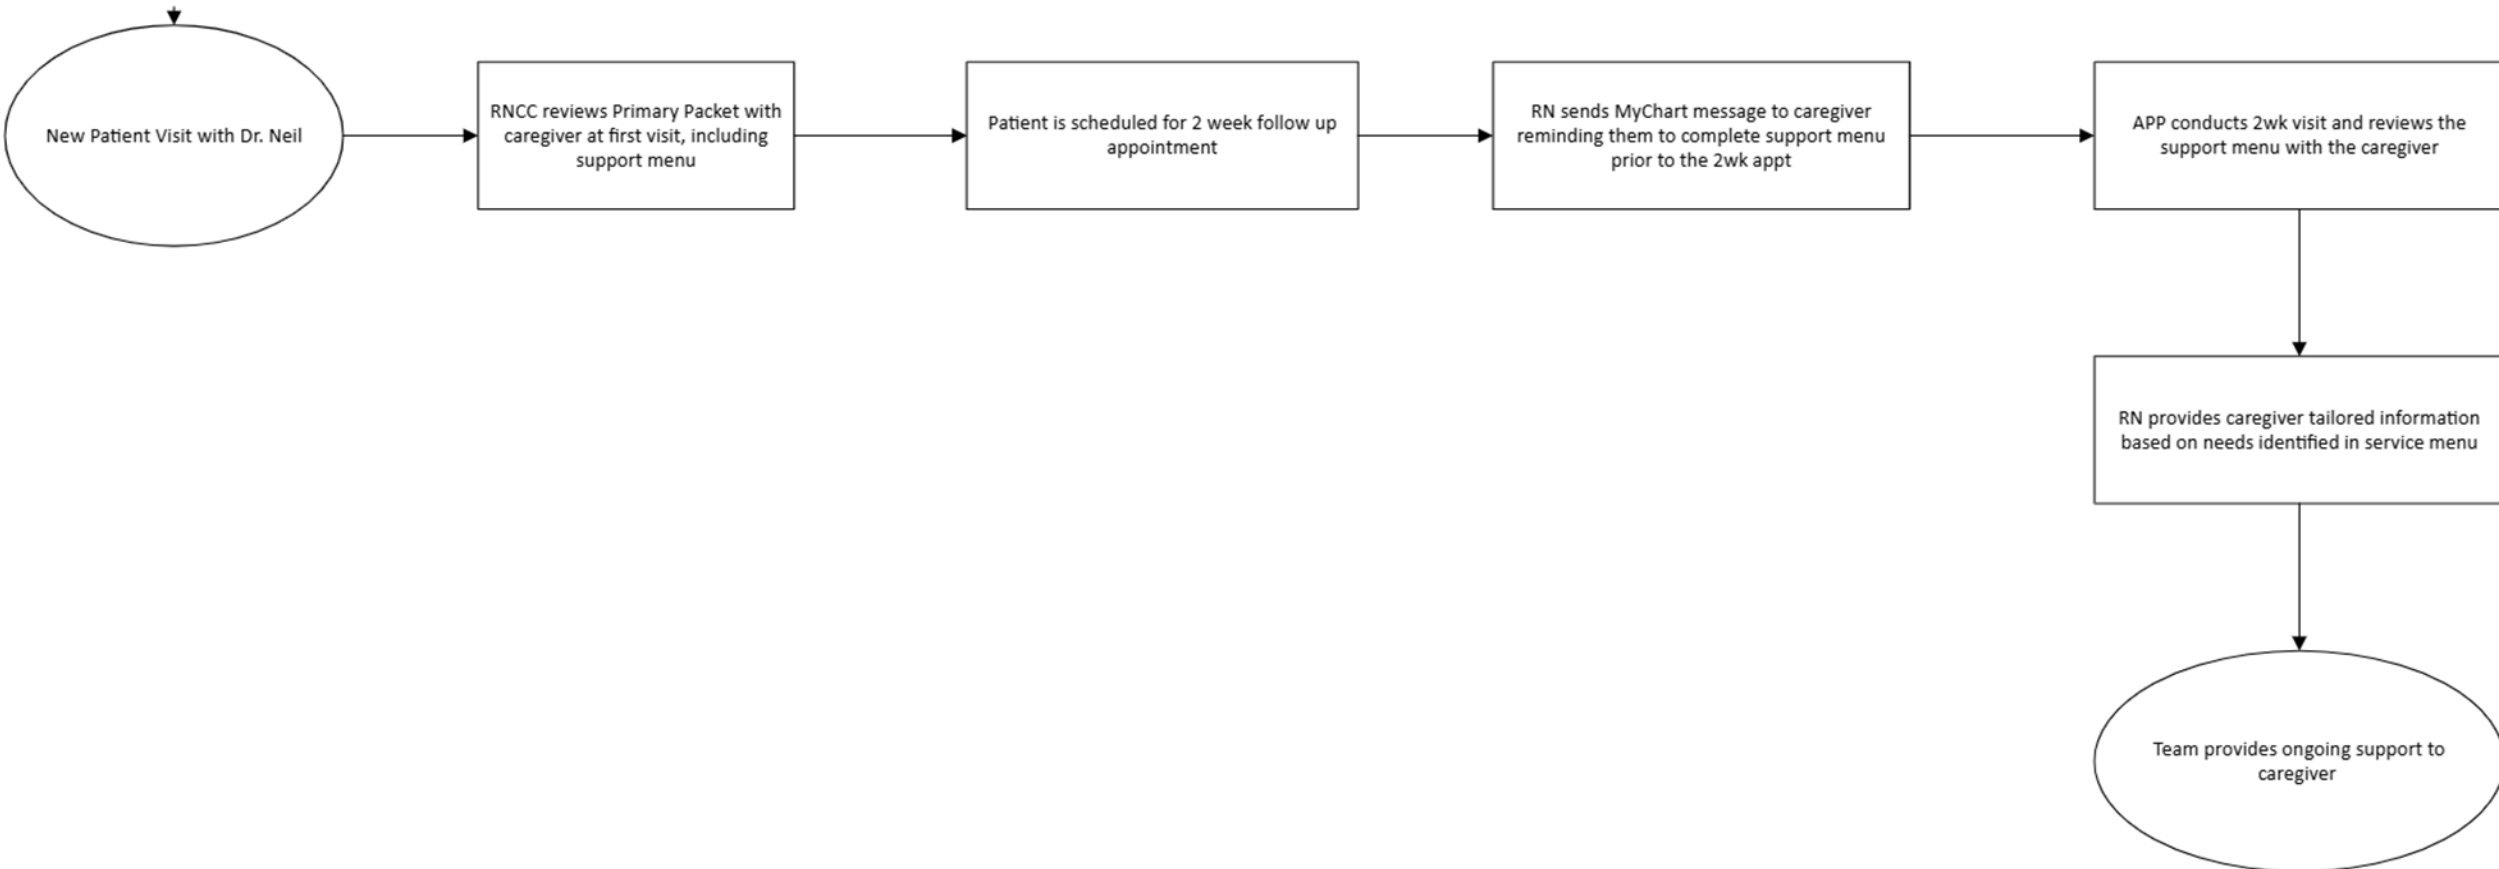 New Patient Visit with Dr. Neil
RNCC reviews Primary Packet with
caregiver at first visit, including
support menu
Patient is scheduled for 2 week follow up
appointment
RN sends MyChart message to caregiver
reminding them to complete support menu
prior to the 2wk appt
APP conducts 2wk visit and reviews the
support menu with the caregiver
RN provides caregiver tailored information
based on needs identified in service menu
Team provides ongoing support to
caregiver